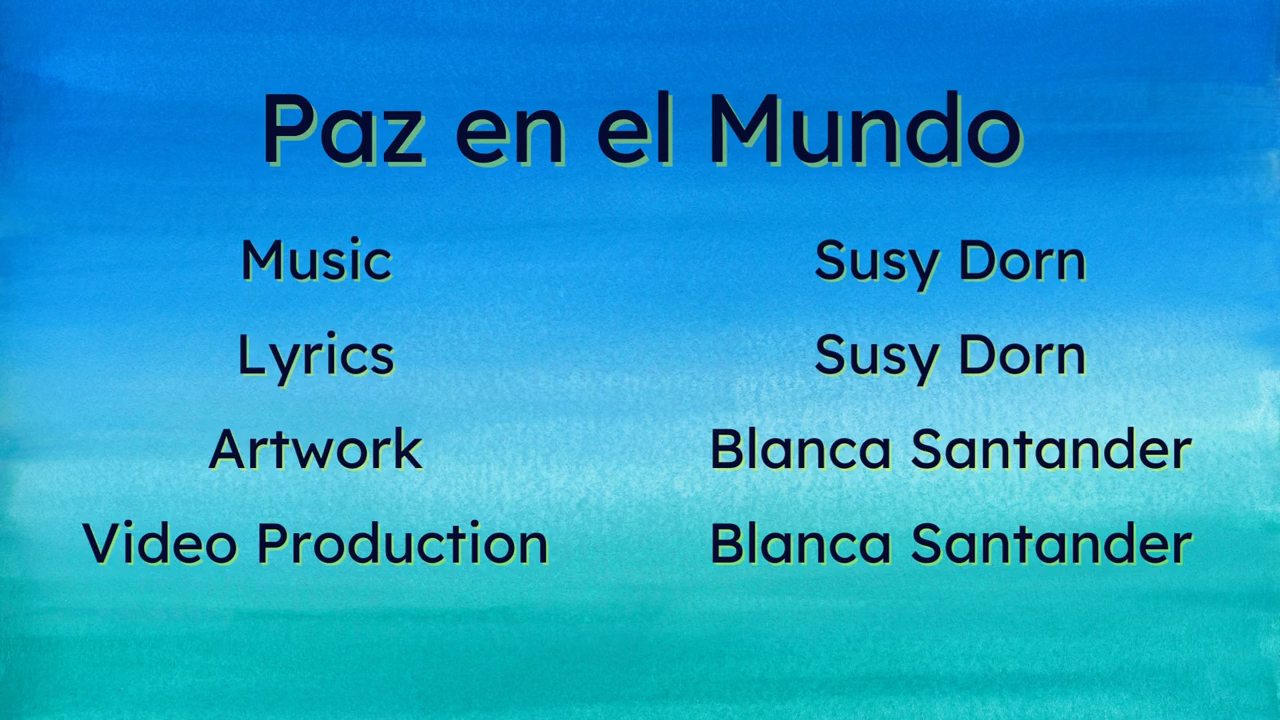 Paz en el Mundo
Music Susy Dorn
Lyrics Susy Dorn
Artwork Blanca Santander
Video Production Blanca Santander